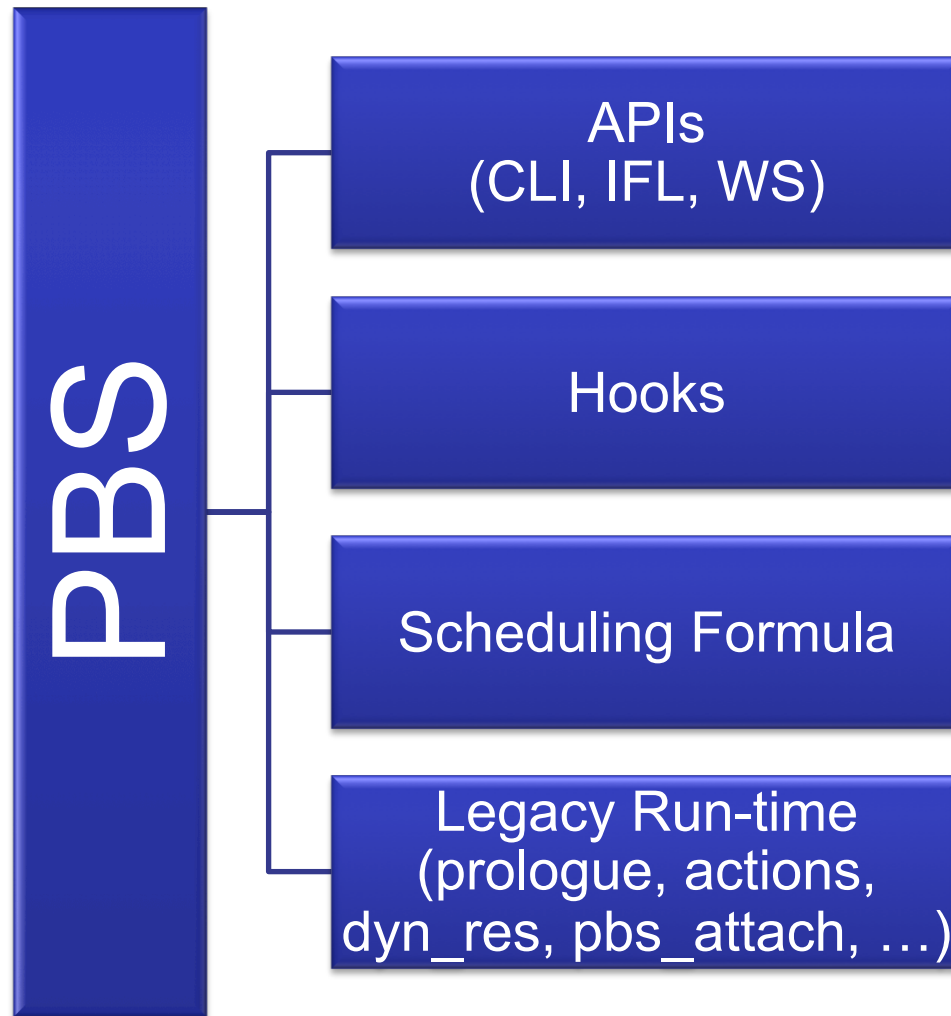 PBS
APIs
(CLI, IFL, WS)
Hooks
Scheduling Formula
Legacy Run-time
(prologue, actions,
dyn_res, pbs_attach, …)